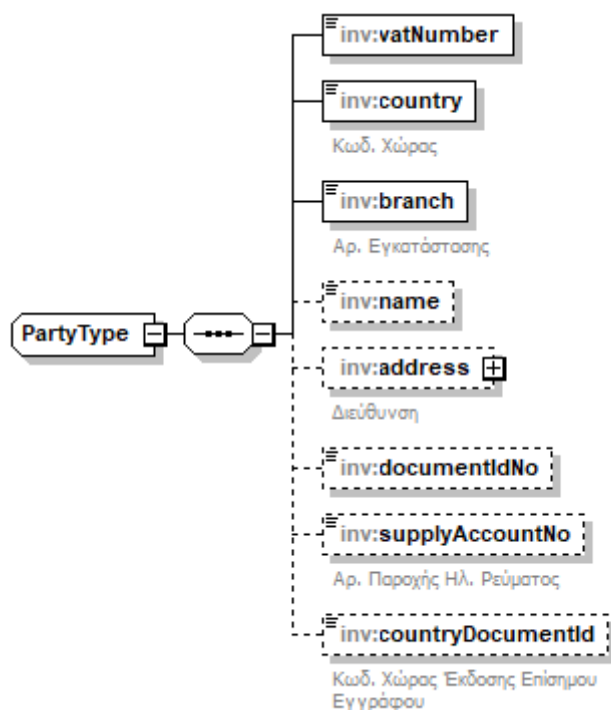 inv:vatNumber
inv:country
Κωδ. Χώρας
inv:branch
Αρ. Εγκατάστασης
inv:name
PartyType
inv:address
Διεύθυνση
inv:documentIdNo
inv:supplyAccountNo
Αρ. Παροχής Ηλ. Ρεύματος
inv:countryDocumentId
Κωδ. Χώρας Έκδοσης Επίσημου
Εγγράφου